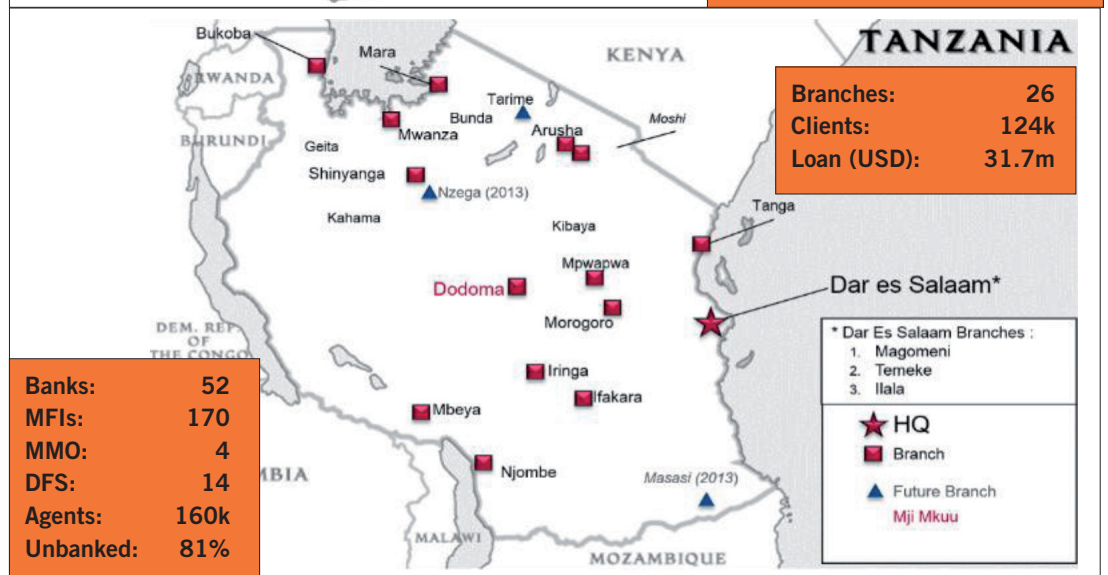 TANZANIA
Bukoba
Mara
KENYA
RWANDA
Branches: 26
Clients: 124k
Loan (USD): 31.7m
Tarime
Bunda
Mwanza
Arusha
Moshi
BURUNDI
Geita
Shinyanga
Nzega (2013)
Kahama
Kibaya
Tanga
Mpwapwa
Dodoma
Dar es Salaam*
Morogoro
DEM. REP.
OF
THE CONGO
* Dar Es Salaam Branches :
1. Magomeni
2. Temeke
3. Ilala
Iringa
Ifakara
Mbeya
Njombe
Masasi (2013)
HQ
Branch
Future Branch
Mji Mkuu
Banks: 52
MFIs: 170
MMO: 4
DFS: 14
Agents: 160k
Unbanked: 81%
MBIA
MALAWI
MOZAMBIQUE